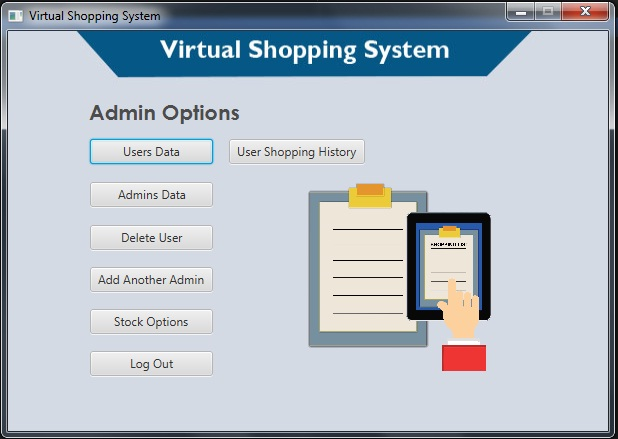 Virtual Shopping System
Virtual Shopping System
Admin Options
Users Data
User Shopping History
Admins Data
Delete User
Add Another Admin
Stock Options
Log Out